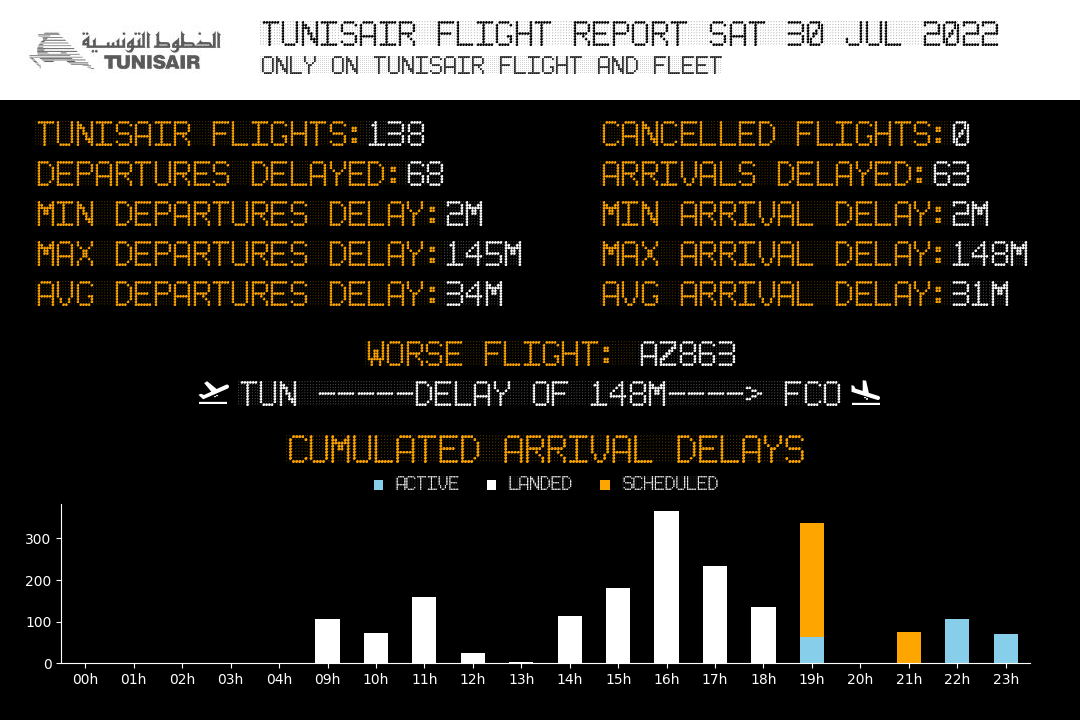 الخطوط التونسية
TUNISAIR
TUNISAIR FLIGHT REPORT SAT 30 JUL 2022
ONLY ON TUNISAIR FLIGHT AND FLEET
TUNISAIR FLIGHTS:138
CANCELLED FLIGHTS:0
DEPARTURES DELAYED:68
ARRIVALS DELAYED:63
MIN DEPARTURES DELAY:2M
MIN ARRIVAL DELAY:2M
MAX DEPARTURES DELAY:145M
MAX ARRIVAL DELAY:148M
AVG DEPARTURES DELAY:34M
AVG ARRIVAL DELAY:31M
WORSE FLIGHT: AZ863
TUN -----DELAY OF 148M----> FCO
CUMULATED ARRIVAL DELAYS
ACTIVE LANDED SCHEDULED
300
200
100
0
00h 01h 02h 03h 04h 09h 10h 11h 12h 13h 14h 15h 16h 17h 18h 19h 20h 21h 22h 23h